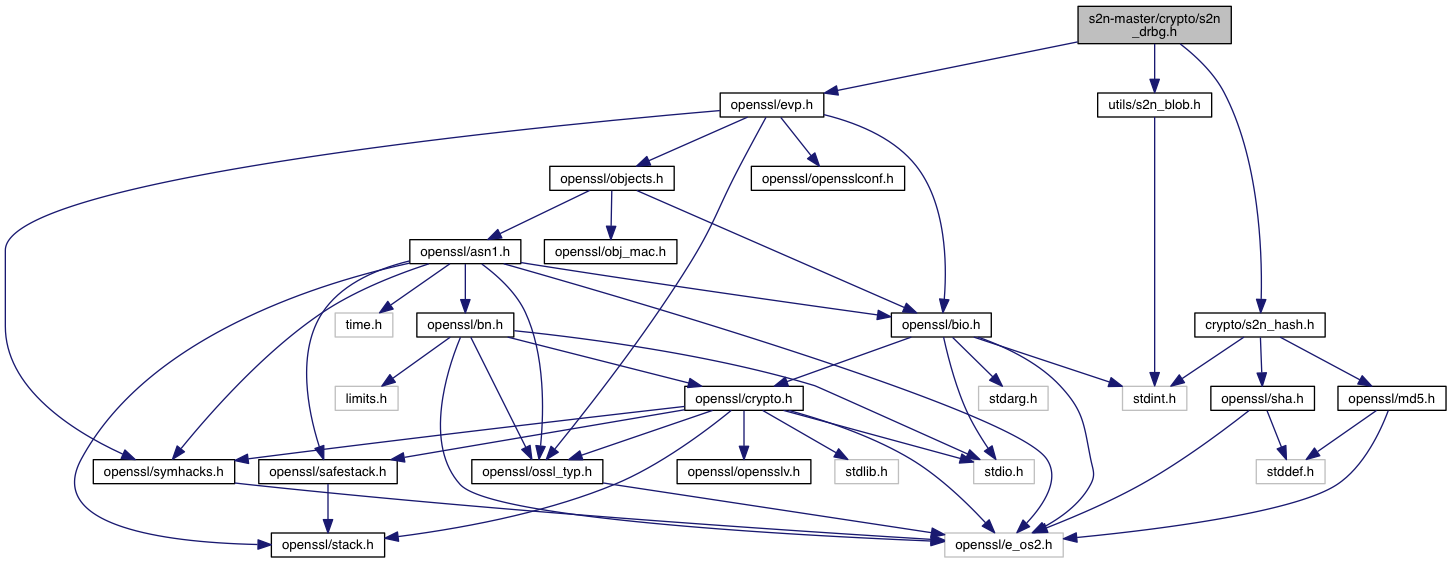 s2n-master/crypto/s2n
_drbg.h
openssl/evp.h
utils/s2n_blob.h
openssl/objects.h
openssl/opensslconf.h
openssl/asn1.h
openssl/obj_mac.h
time.h
openssl/bn.h
openssl/bio.h
crypto/s2n_hash.h
limits.h
openssl/crypto.h
stdarg.h
stdint.h
openssl/sha.h
openssl/md5.h
openssl/symhacks.h
openssl/safestack.h
openssl/ossl_typ.h
openssl/opensslv.h
stdlib.h
stdio.h
stddef.h
openssl/stack.h
openssl/e_os2.h